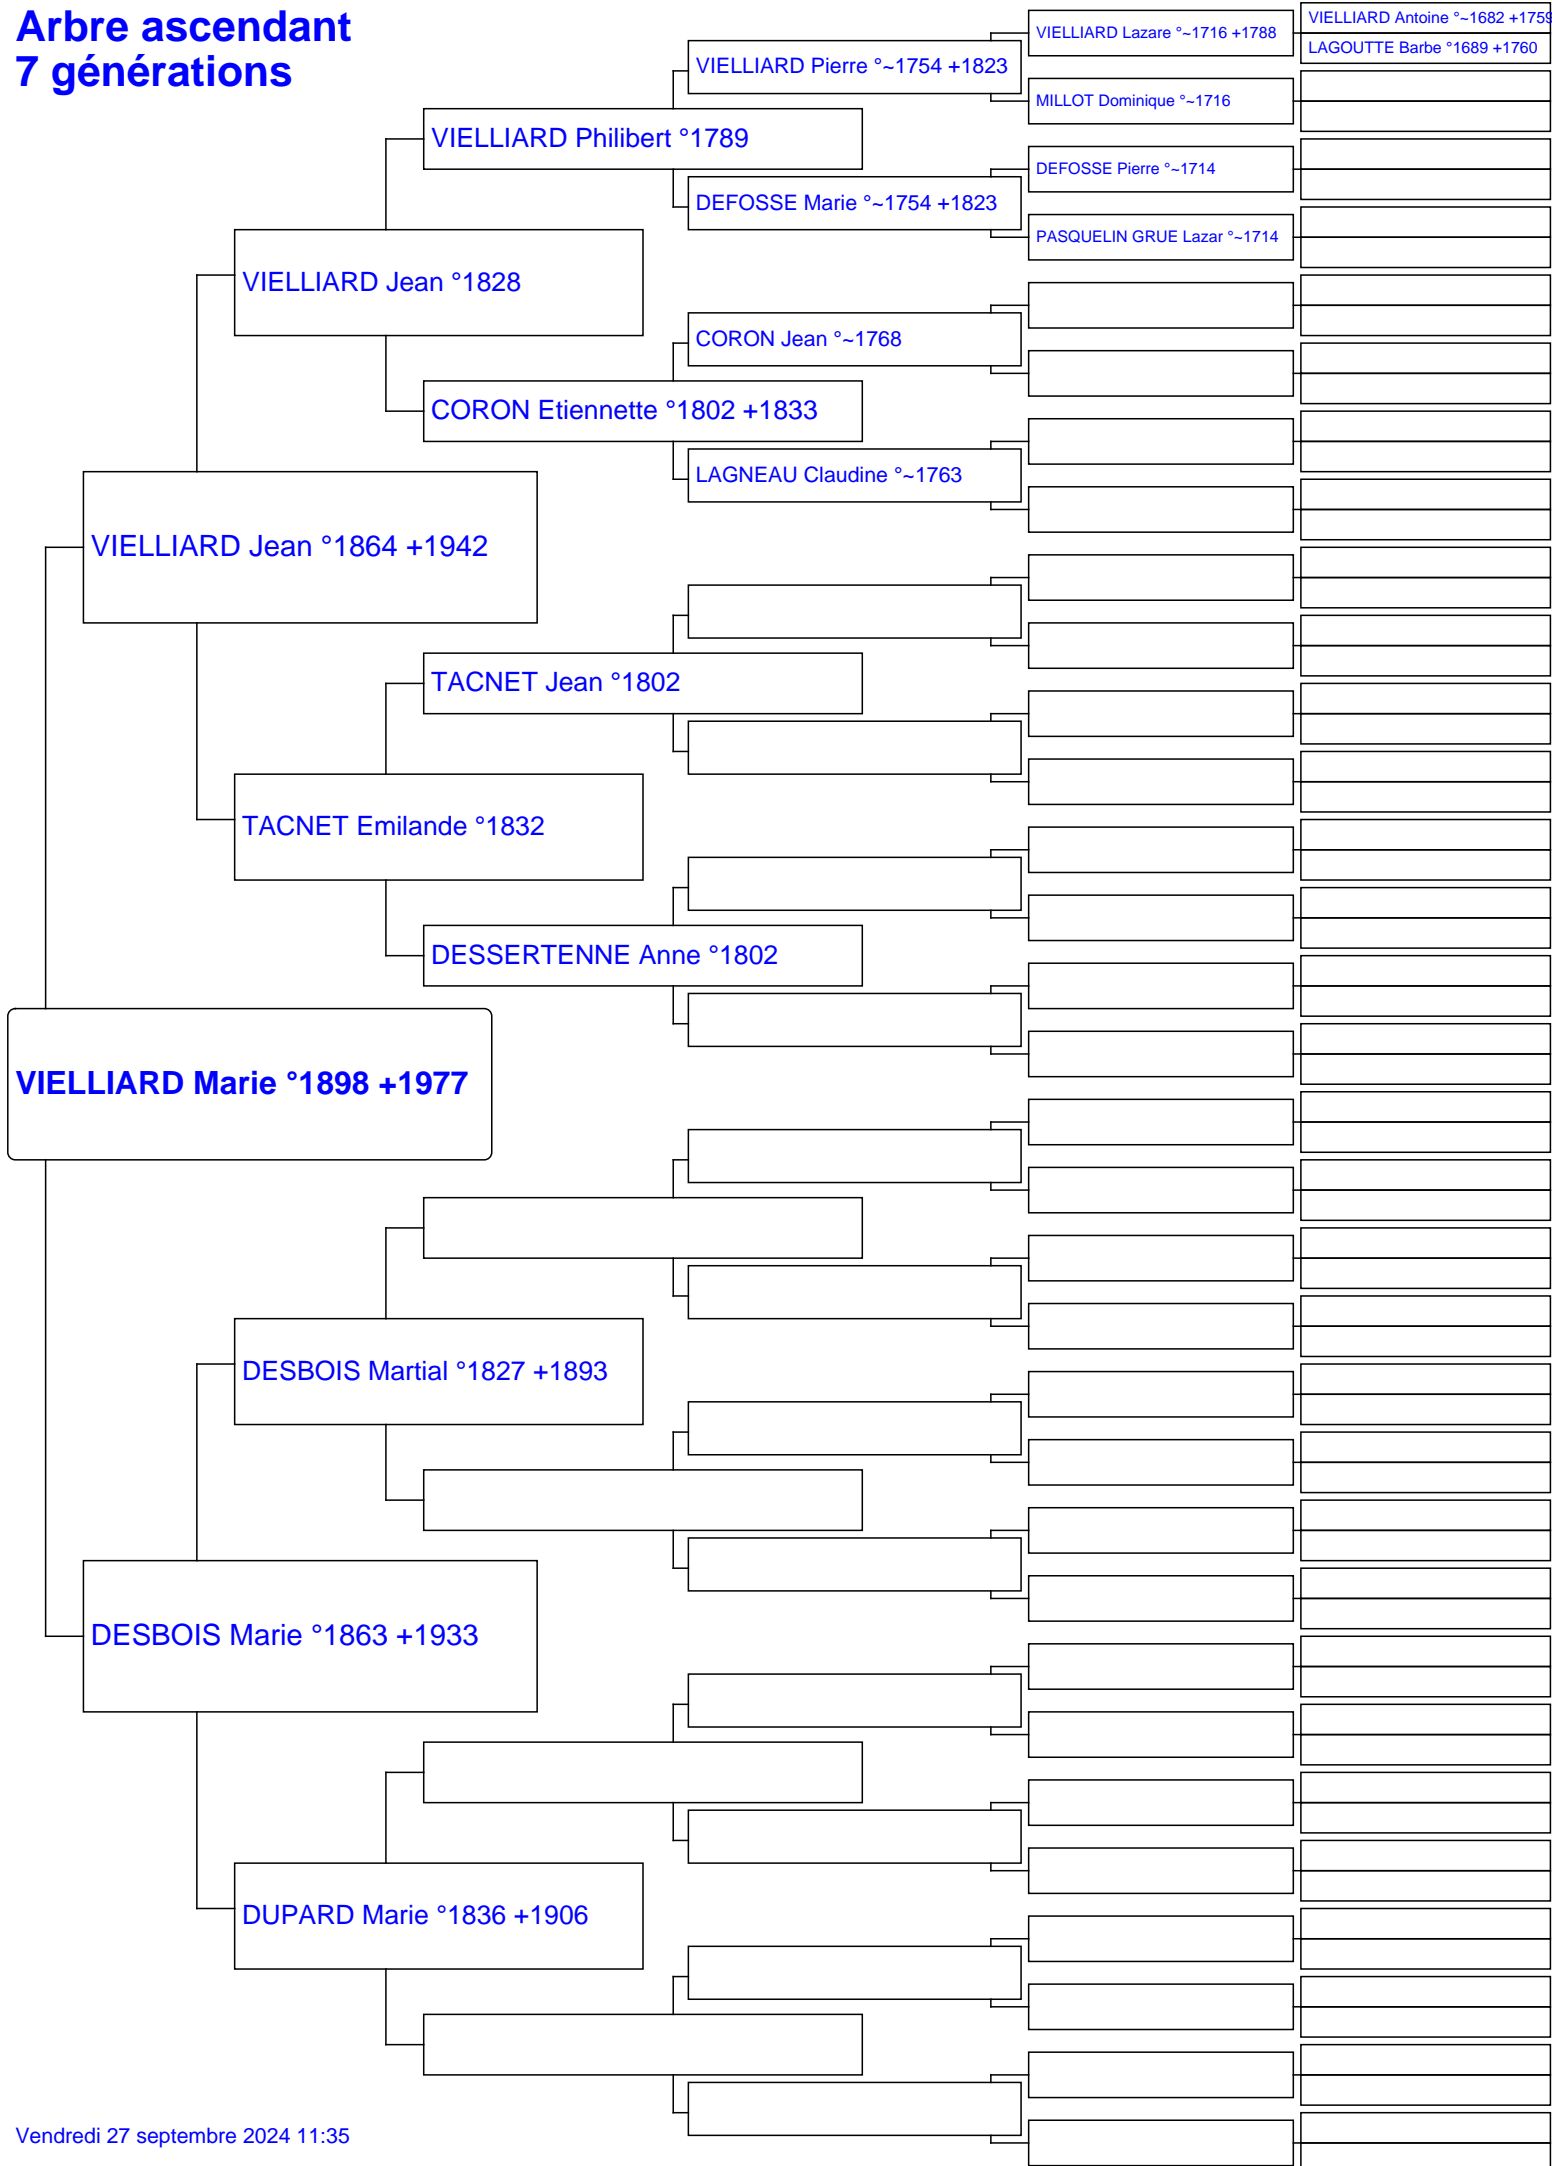 Arbre ascendant
7 générations
VIELLIARD Antoine °~1682 +1759
VIELLIARD Lazare °~1716 +1788
LAGOUTTE Barbe °1689 +1760
VIELLIARD Pierre °~1754 +1823
MILLOT Dominique °~1716
VIELLIARD Philibert °1789
DEFOSSE Pierre °~1714
DEFOSSE Marie °~1754 +1823
PASQUELIN GRUE Lazar °~1714
VIELLIARD Jean °1828
CORON Jean °~1768
CORON Etiennette °1802 +1833
LAGNEAU Claudine °~1763
VIELLIARD Jean °1864 +1942
TACNET Jean °1802
TACNET Emilande °1832
DESSERTENNE Anne °1802
VIELLIARD Marie °1898 +1977
DESBOIS Martial °1827 +1893
DESBOIS Marie °1863 +1933
DUPARD Marie °1836 +1906
Vendredi 27 septembre 2024 11:35